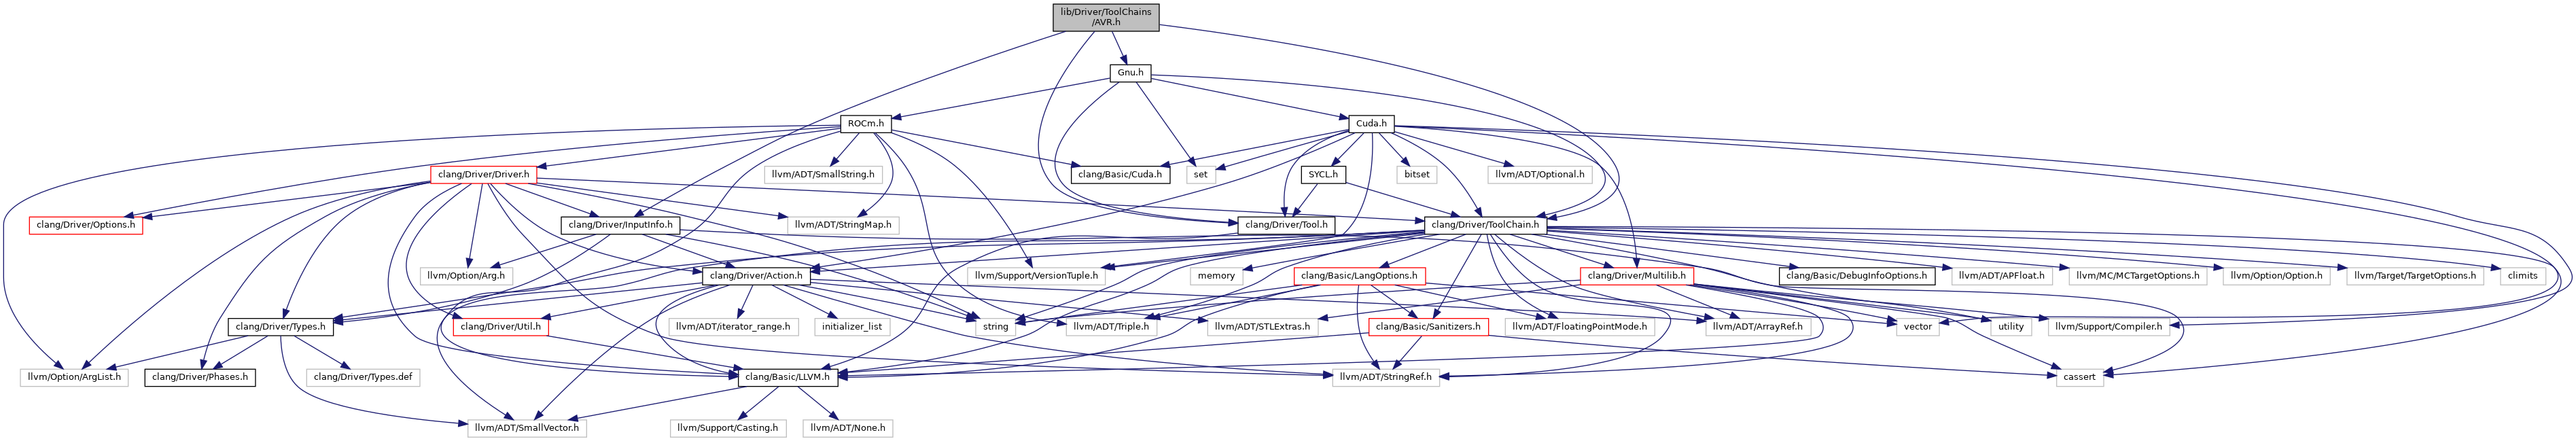 lib/Driver/ToolChains
/AVR.h
Gnu.h
ROCm.h
Cuda.h
clang/Driver/Driver.h
llvm/ADT/SmallString.h
clang/Basic/Cuda.h
set
SYCL.h
bitset
llvm/ADT/Optional.h
clang/Driver/Options.h
clang/Driver/InputInfo.h
llvm/ADT/StringMap.h
clang/Driver/Tool.h
clang/Driver/ToolChain.h
llvm/Option/Arg.h
clang/Driver/Action.h
llvm/Support/VersionTuple.h
memory
clang/Basic/LangOptions.h
clang/Driver/Multilib.h
clang/Basic/DebugInfoOptions.h
llvm/ADT/APFloat.h
llvm/MC/MCTargetOptions.h
llvm/Option/Option.h
llvm/Target/TargetOptions.h
climits
clang/Driver/Types.h
clang/Driver/Util.h
llvm/ADT/iterator_range.h
initializer_list
string
llvm/ADT/Triple.h
llvm/ADT/STLExtras.h
clang/Basic/Sanitizers.h
llvm/ADT/FloatingPointMode.h
llvm/ADT/ArrayRef.h
vector
utility
llvm/Support/Compiler.h
llvm/Option/ArgList.h
clang/Driver/Phases.h
clang/Driver/Types.def
clang/Basic/LLVM.h
llvm/ADT/StringRef.h
cassert
llvm/ADT/SmallVector.h
llvm/Support/Casting.h
llvm/ADT/None.h